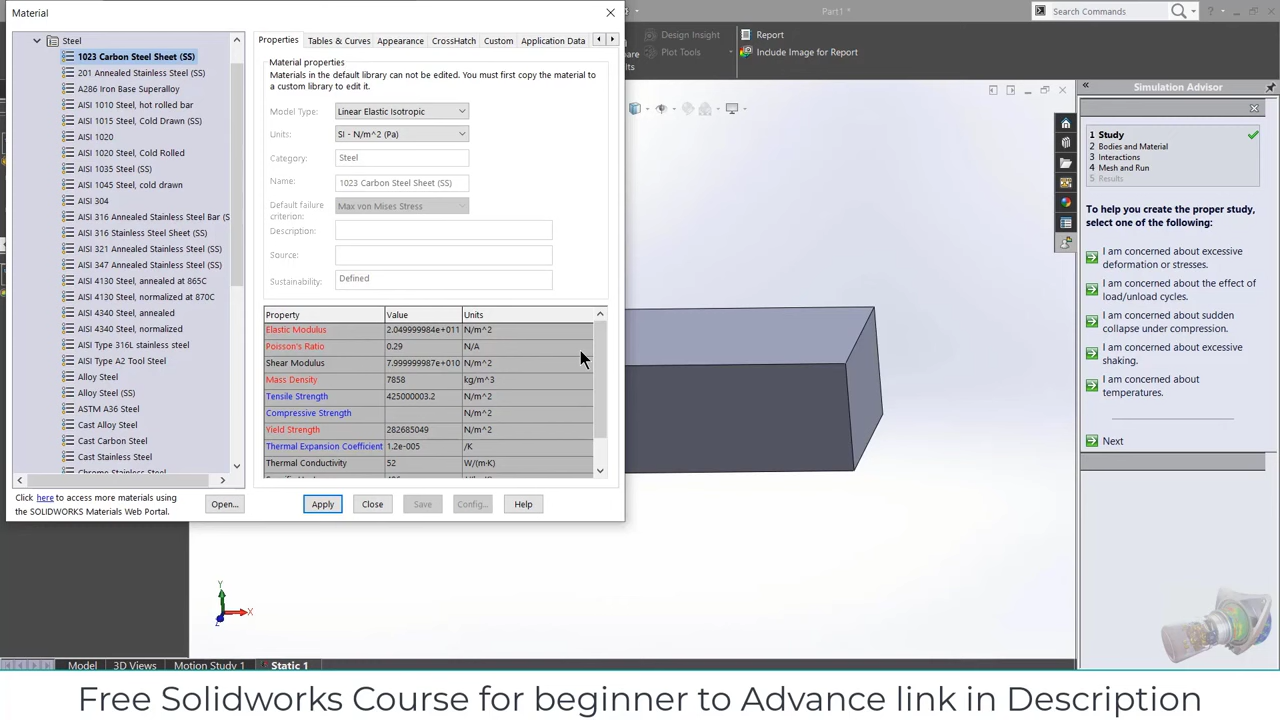 Material
Steel
1023 Carbon Steel Sheet (SS)
201 Annealed Stainless Steel (SS)
A286 Iron Base Superalloy
AISI 1010 Steel, hot rolled bar
AISI 1015 Steel, Cold Drawn (SS)
AISI 1020
AISI 1020 Steel, Cold Rolled
AISI 1035 Steel (SS)
AISI 1045 Steel, cold drawn
AISI 304
AISI 316 Annealed Stainless Steel Bar (S
AISI 316 Stainless Steel Sheet (SS)
AISI 321 Annealed Stainless Steel (SS)
AISI 347 Annealed Stainless Steel (SS)
AISI 4130 Steel, annealed at 865C
AISI 4130 Steel, normalized at 870C
AISI 4340 Steel, annealed
AISI 4340 Steel, normalized
AISI Type 316L stainless steel
AISI Type A2 Tool Steel
Alloy Steel
Alloy Steel (SS)
ASTM A36 Steel
Cast Alloy Steel
Cast Carbon Steel
Cast Stainless Steel
Chrome Stainless Steel
Click here to access more materials using
the SOLIDWORKS Materials Web Portal.
Open...
Properties Tables & Curves Appearance CrossHatch Custom Application Data
Material properties
Materials in the default library can not be edited. You must first copy the material to
a custom library to edit it.
Model Type: Linear Elastic Isotropic
Units: SI - N/m^2 (Pa)
Category: Steel
Name: 1023 Carbon Steel Sheet (SS)
Default failure
criterion: Max von Mises Stress
Description:
Source:
Sustainability: Defined
Property Value Units
Elastic Modulus 2.049999984e+011 N/m^2
Poisson's Ratio 0.29 N/A
Shear Modulus 7.999999987e+010 N/m^2
Mass Density 7858 kg/m^3
Tensile Strength 425000003.2 N/m^2
Compressive Strength N/m^2
Yield Strength 282685049 N/m^2
Thermal Expansion Coefficient 1.2e-005 /K
Thermal Conductivity 52 W/(m·K)
Apply Close Save Config... Help
Part1 *
Search Commands
Design Insight
Plot Tools
Report
Include Image for Report
Simulation Advisor
1 Study
2 Bodies and Material
3 Interactions
4 Mesh and Run
5 Results
To help you create the proper study,
select one of the following:
I am concerned about excessive
deformation or stresses.
I am concerned about the effect of
load/unload cycles.
I am concerned about sudden
collapse under compression.
I am concerned about excessive
shaking.
I am concerned about
temperatures.
Next
Y
X
Z
Model 3D Views Motion Study 1 Static 1
Free Solidworks Course for beginner to Advance link in Description